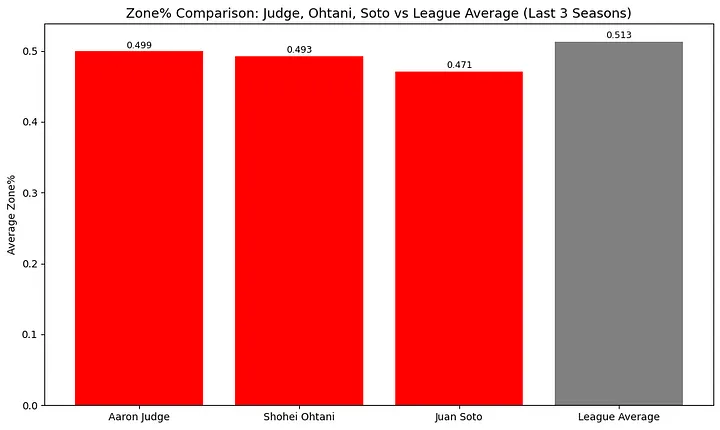 Zone% Comparison: Judge, Ohtani, Soto vs League Average (Last 3 Seasons)
Average Zone%
0.5
0.4
0.3
0.2
0.1
0.0
0.499
0.493
0.471
0.513
Aaron Judge
Shohei Ohtani
Juan Soto
League Average